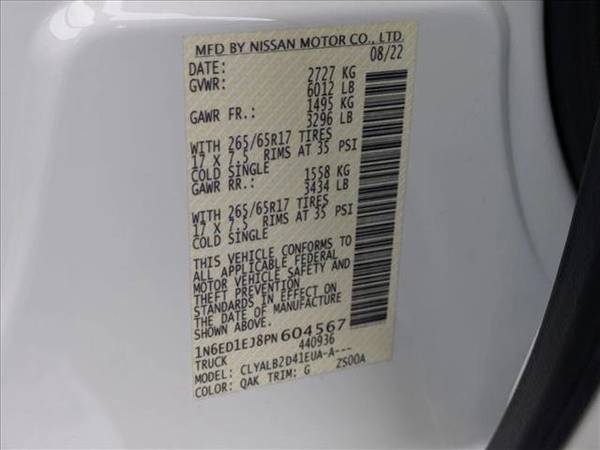 MFD BY NISSAN MOTOR CO., LTD.
DATE: 08/22
GVWR: 2727 KG
6012 LB
GAWR FR.: 1495 KG
3296 LB
WITH 265/65R17 TIRES
17 X 7.5 RIMS AT 35 PSI
COLD SINGLE
GAWR RR.: 1558 KG
3434 LB
WITH 265/65R17 TIRES
17 X 7.5 RIMS AT 35 PSI
COLD SINGLE
THIS VEHICLE CONFORMS TO
ALL APPLICABLE FEDERAL
MOTOR VEHICLE SAFETY AND
THEFT PREVENTION
STANDARDS IN EFFECT ON
THE DATE OF MANUFACTURE
SHOWN ABOVE.
1N6ED1EJ8PN604567
TRUCK 440936
MODEL: CLYALB2D41EUA-A---
COLOR: QAK TRIM: G ZS00A